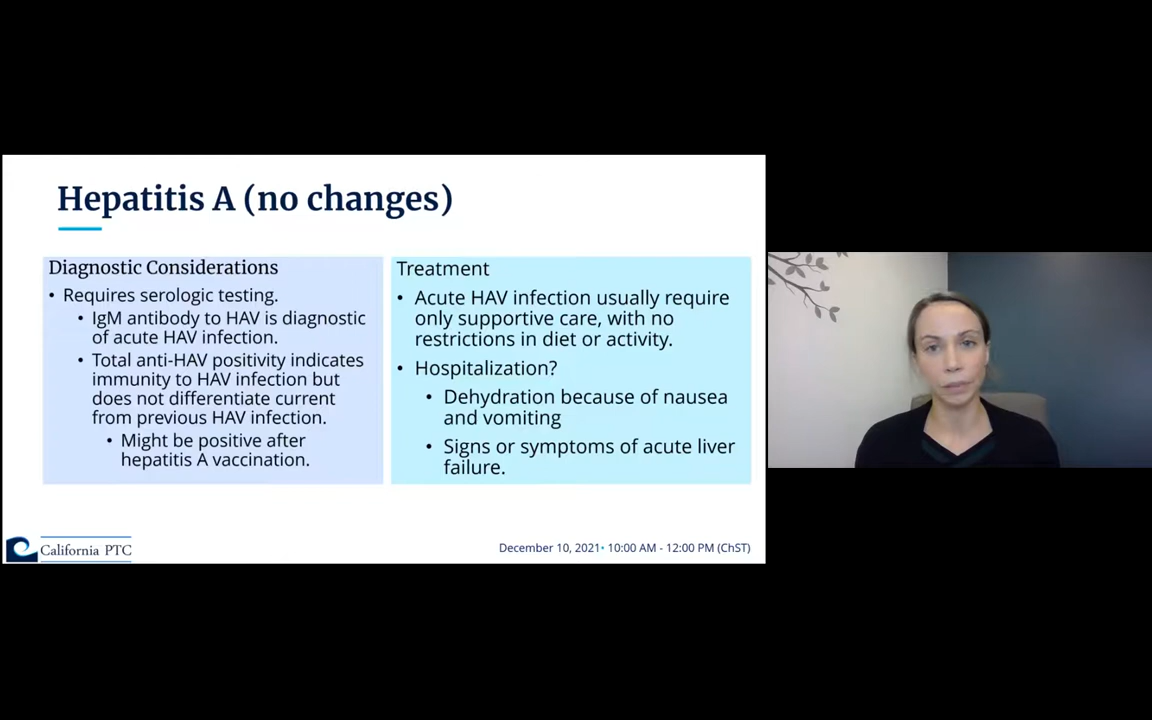 Hepatitis A (no changes)
Diagnostic Considerations
• Requires serologic testing.
• IgM antibody to HAV is diagnostic
of acute HAV infection.
• Total anti-HAV positivity indicates
immunity to HAV infection but
does not differentiate current
from previous HAV infection.
• Might be positive after
hepatitis A vaccination.
Treatment
• Acute HAV infection usually require
only supportive care, with no
restrictions in diet or activity.
• Hospitalization?
• Dehydration because of nausea
and vomiting
• Signs or symptoms of acute liver
failure.
California PTC
December 10, 2021• 10:00 AM - 12:00 PM (ChST)